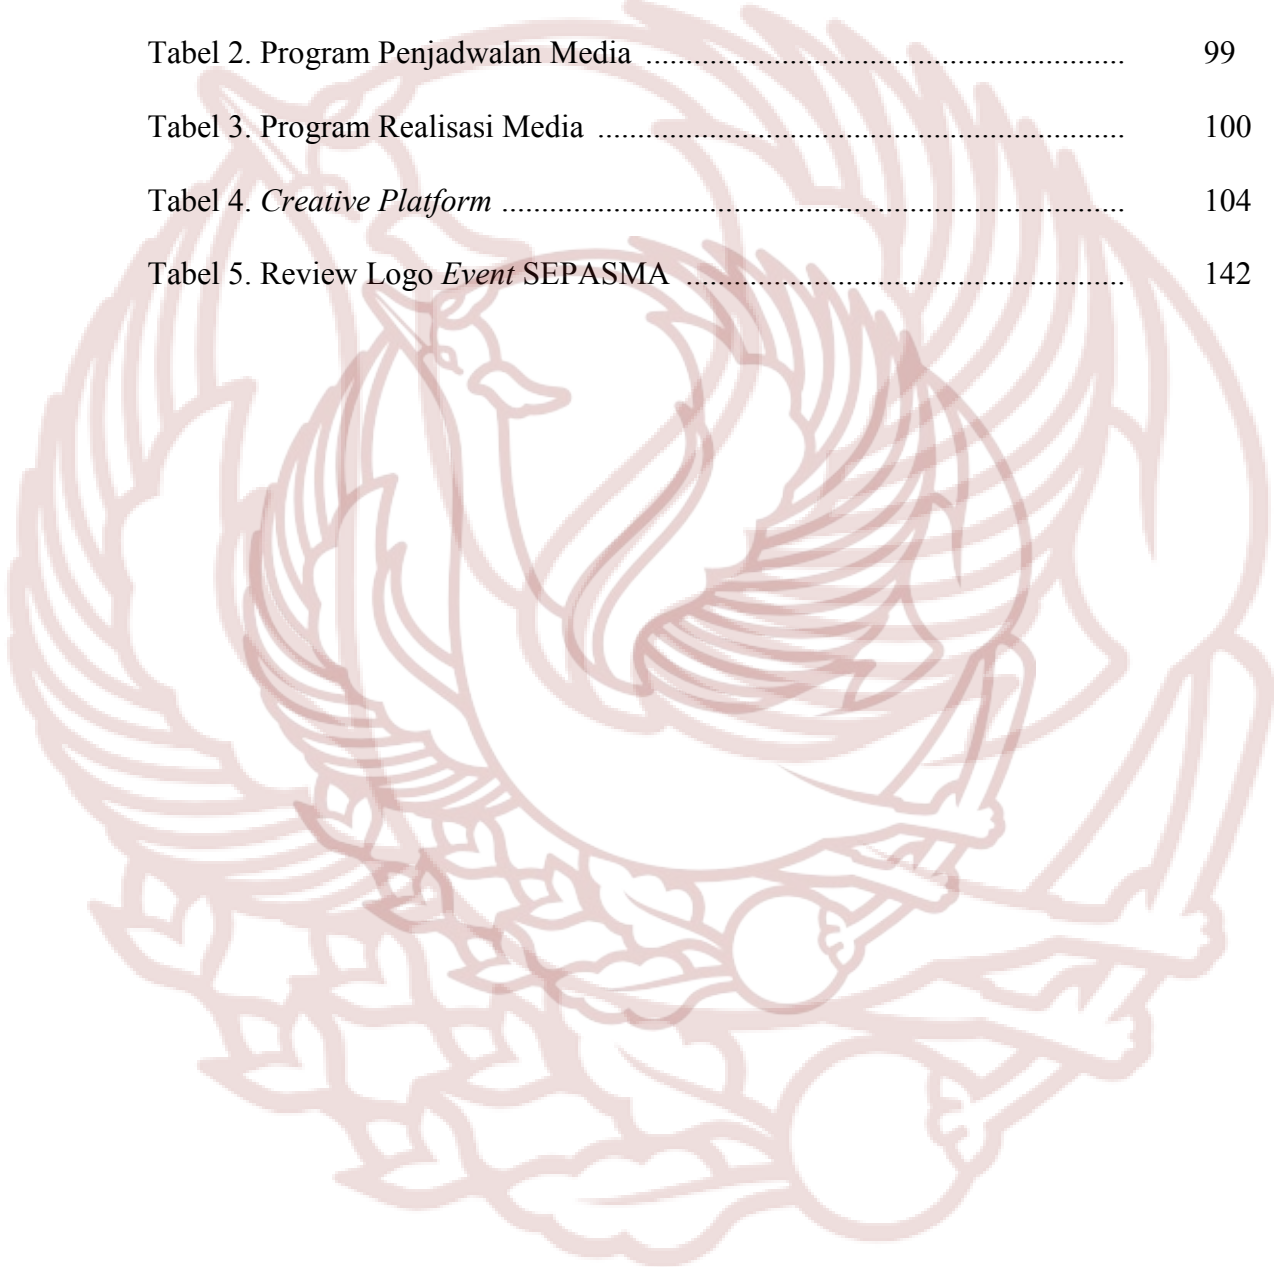 Tabel 2. Program Penjadwalan Media ............................................................. 99
Tabel 3. Program Realisasi Media ................................................................... 100
Tabel 4. Creative Platform ............................................................................... 104
Tabel 5. Review Logo Event SEPASMA ........................................................ 142